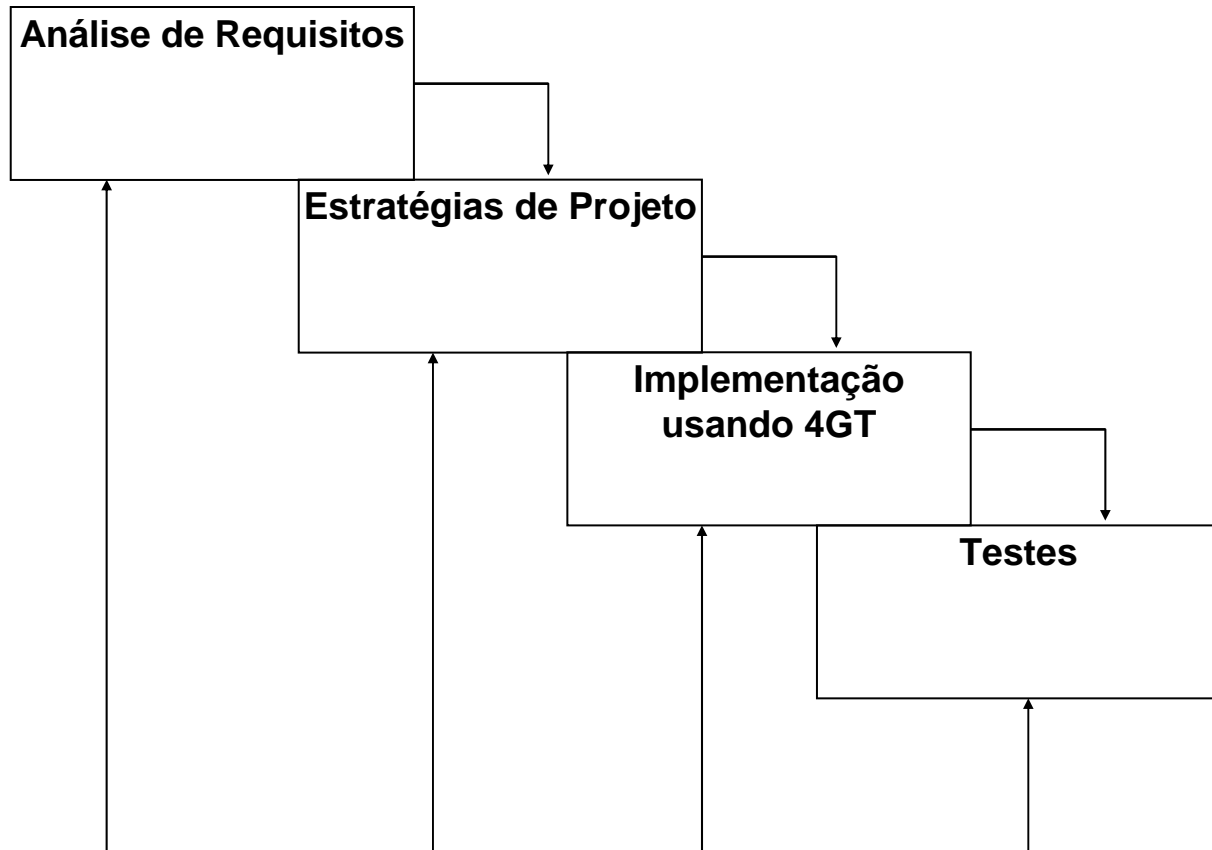 Análise de Requisitos
Estratégias de Projeto
Implementação
usando 4GT
Testes